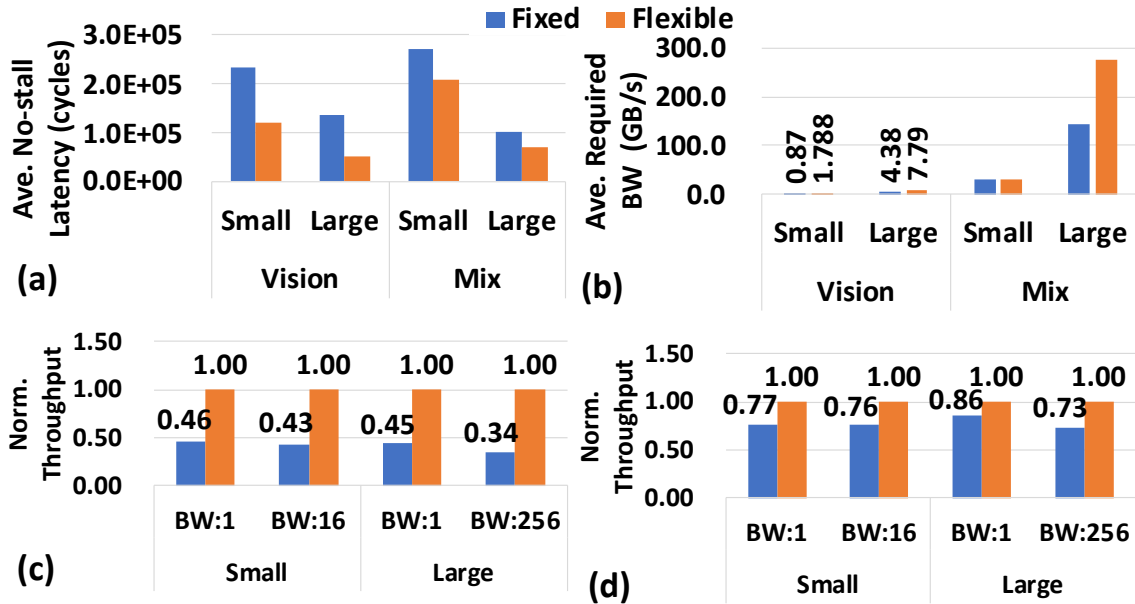 Fixed Flexible
Ave. No-stall
Latency (cycles)
3.0E+05
2.0E+05
1.0E+05
0.0E+00
Small Large Small Large
Vision Mix
(a)
Ave. Required
BW (GB/s)
300.0
200.0
100.0
0.0
0.87 1.788 4.38 7.79
Small Large Small Large
Vision Mix
(b)
Norm.
Throughput
1.50
1.00
0.50
0.00
1.00 1.00 1.00 1.00
0.46 0.43 0.45 0.34
BW:1 BW:16 BW:1 BW:256
Small Large
(c)
Norm.
Throughput
1.50
1.00
0.50
0.00
1.00 1.00 1.00 1.00
0.77 0.76 0.86 0.73
BW:1 BW:16 BW:1 BW:256
Small Large
(d)